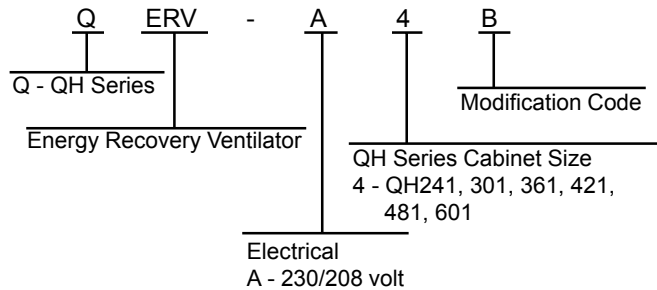 Q ERV - A 4 B
Q - QH Series
Modification Code
Energy Recovery Ventilator
QH Series Cabinet Size
4 - QH241, 301, 361, 421,
481, 601
Electrical
A - 230/208 volt